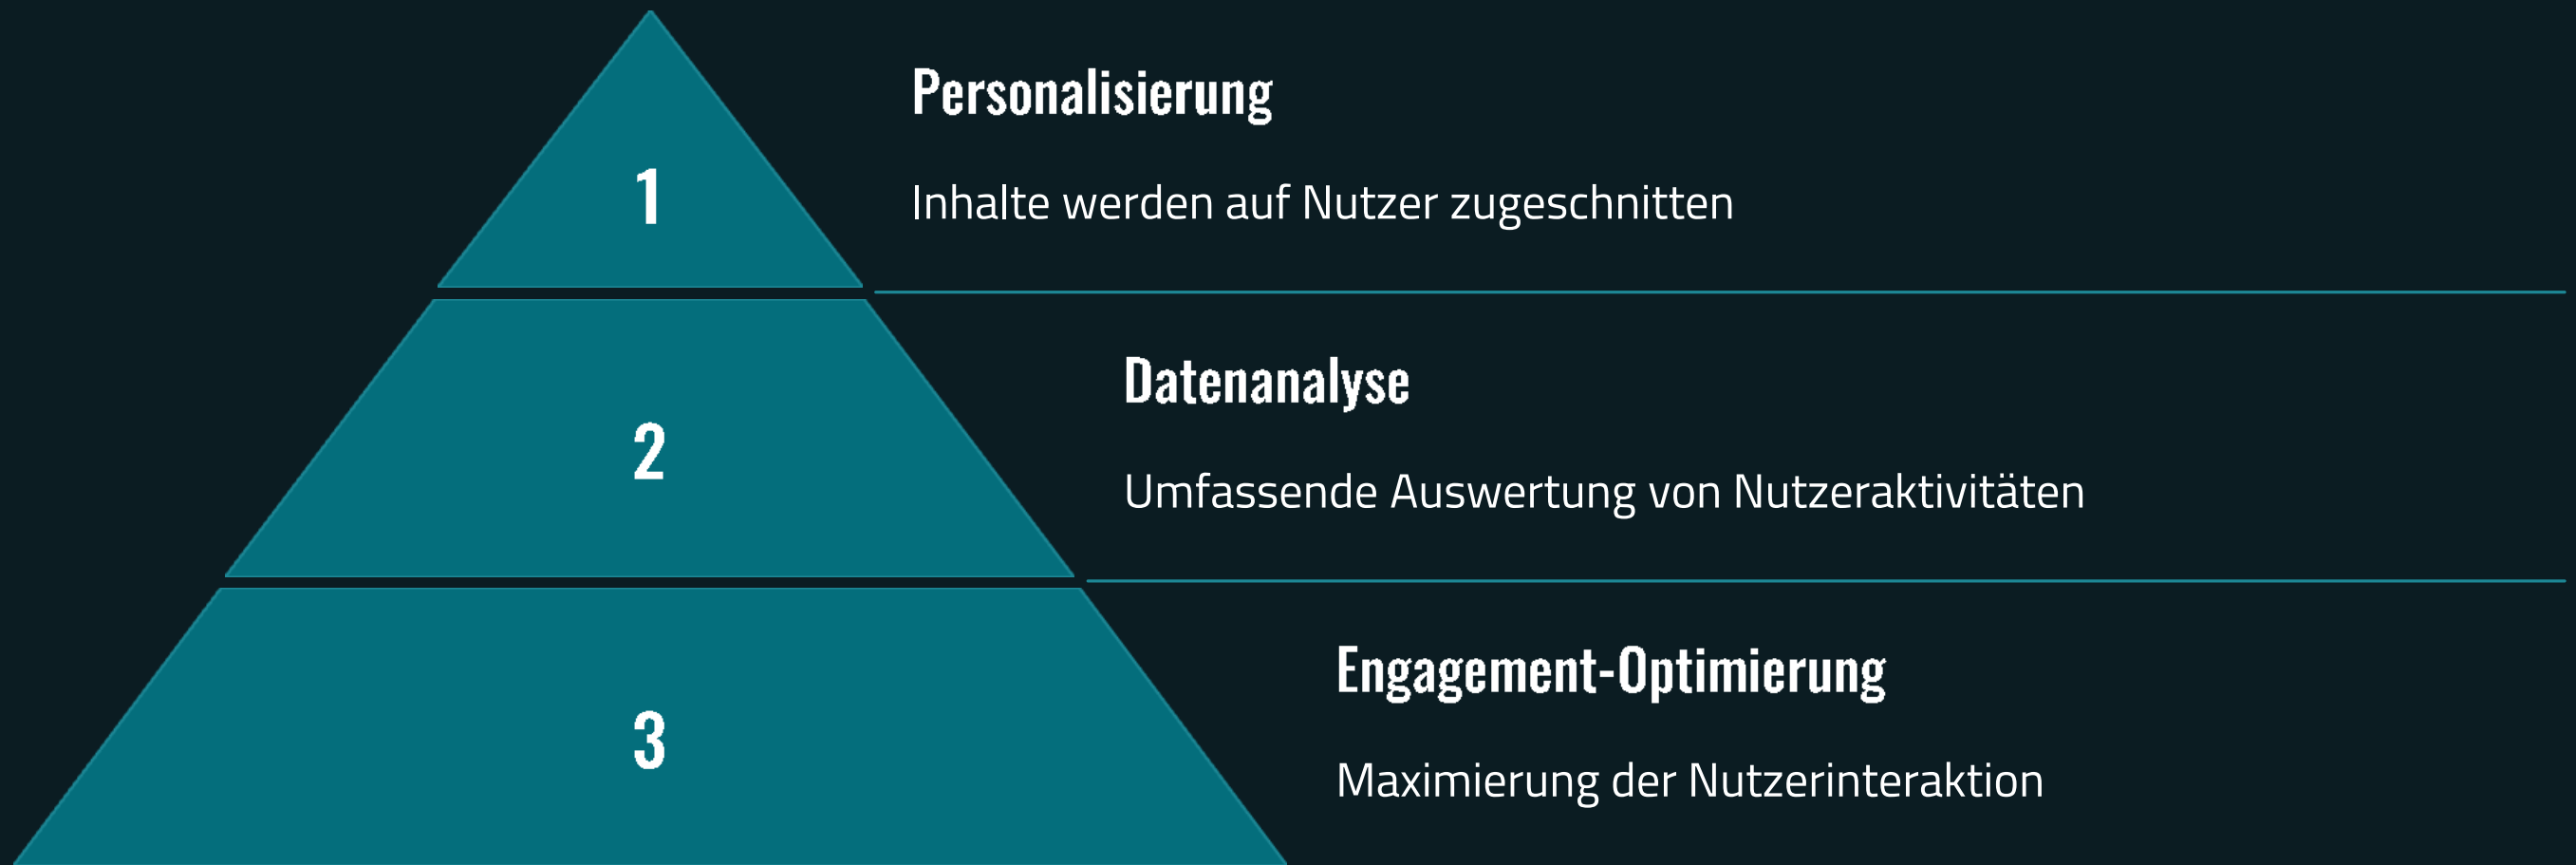 1
Personalisierung
Inhalte werden auf Nutzer zugeschnitten
2
Datenanalyse
Umfassende Auswertung von Nutzeraktivitäten
3
Engagement-Optimierung
Maximierung der Nutzerinteraktion